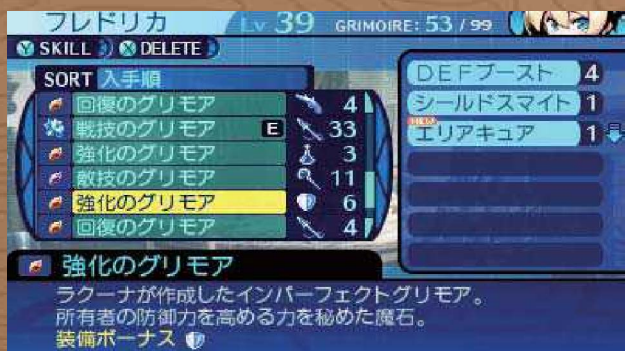 フレドリカ Lv 39 GRIMOIRE: 53 / 99
Y SKILL X DELETE
SORT 入手順
回復のグリモア 4
戦技のグリモア E 33
強化のグリモア 3
敵技のグリモア 11
強化のグリモア 6
回復のグリモア 4
DEFブースト 4
シールドスマイト 1
NEW
エリアキュア 1
強化のグリモア
ラクーナが作成したインパーフェクトグリモア。
所有者の防御力を高める力を秘めた魔石。
装備ボーナス